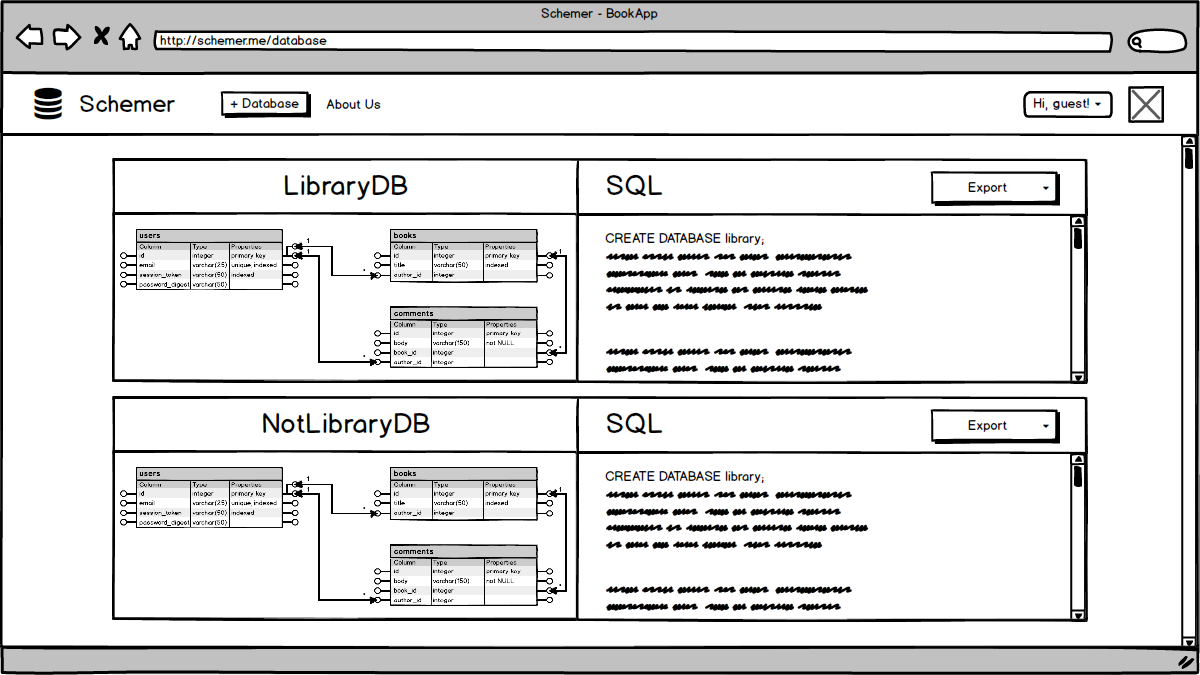 Schemer - BookApp
http://schemer.me/database
Schemer
+ Database
About Us
Hi, guest!
LibraryDB
SQL
Export
users
Column Type Properties
id integer primary key
email varchar(25) unique, indexed
session_token varchar(90) indexed
password_digest varchar(50)
1
1
books
Column Type Properties
id integer primary key
title varchar(50) indexed
author_id integer
1
comments
Column Type Properties
id integer primary key
body varchar(150) not NULL
book_id integer
author_id integer
CREATE DATABASE library;
NotLibraryDB
SQL
Export
users
Column Type Properties
id integer primary key
email varchar(25) unique, indexed
session_token varchar(90) indexed
password_digest varchar(50)
1
1
books
Column Type Properties
id integer primary key
title varchar(50) indexed
author_id integer
1
comments
Column Type Properties
id integer primary key
body varchar(150) not NULL
book_id integer
author_id integer
CREATE DATABASE library;